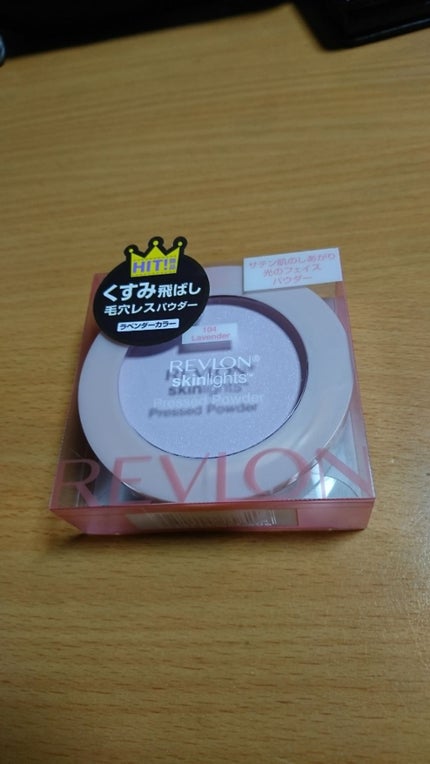 HIT!
くすみ飛ばし
毛穴レスパウダー
ラベンダーカラー
サテン肌のしあがり
光のフェイス
パウダー
104
Lavender
REVLON®
skinlights™
Pressed Powder
REVLON